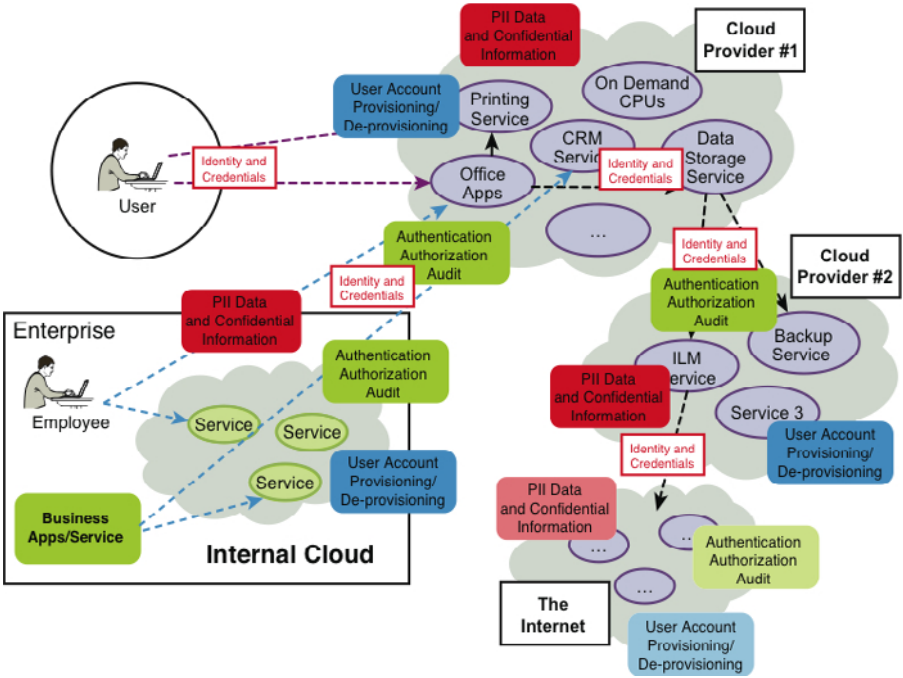 PII Data
and Confidential
Information
Cloud
Provider #1
User Account
Provisioning/
De-provisioning
Printing
Service
On Demand
CPUs
CRM
Service
Data
Storage
Service
Identity and
Credentials
User
Office
Apps
Identity and
Credentials
...
Authentication
Authorization
Audit
Identity and
Credentials
Identity and
Credentials
Cloud
Provider #2
Authentication
Authorization
Audit
PII Data
and Confidential
Information
Enterprise
Employee
Authentication
Authorization
Audit
Service
Service
Service
User Account
Provisioning/
De-provisioning
Business
Apps/Service
Internal Cloud
Backup
Service
ILM
Service
PII Data
and Confidential
Information
Service 3
User Account
Provisioning/
De-provisioning
Identity and
Credentials
PII Data
and Confidential
Information
...
...
...
Authentication
Authorization
Audit
The
Internet
User Account
Provisioning/
De-provisioning